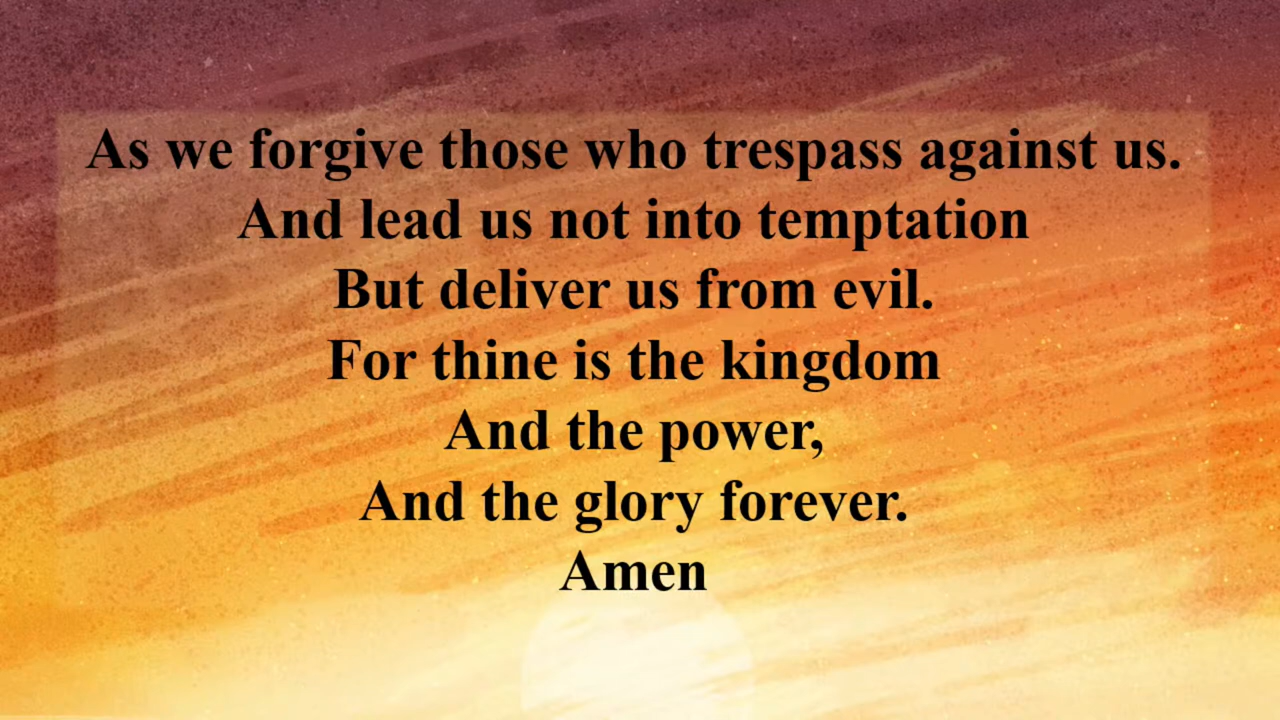 As we forgive those who trespass against us.
And lead us not into temptation
But deliver us from evil.
For thine is the kingdom
And the power,
And the glory forever.
Amen